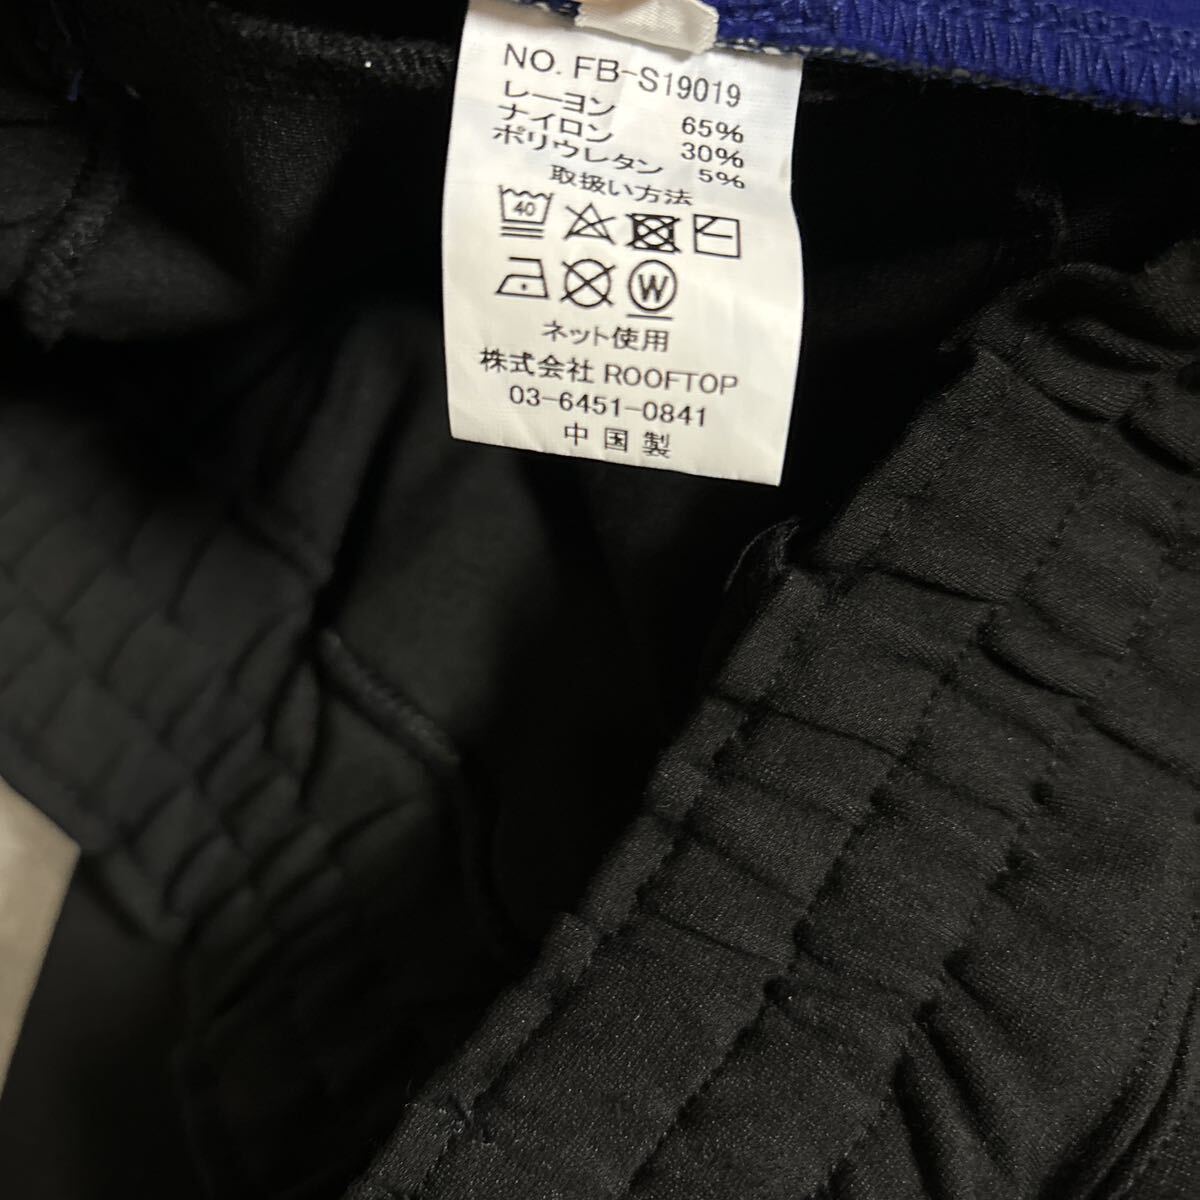 NO. FB-S19019
レーヨン 65%
ナイロン 30%
ポリウレタン 5%
取扱い方法
40
W
ネット使用
株式会社 ROOFTOP
03-6451-0841
中国製